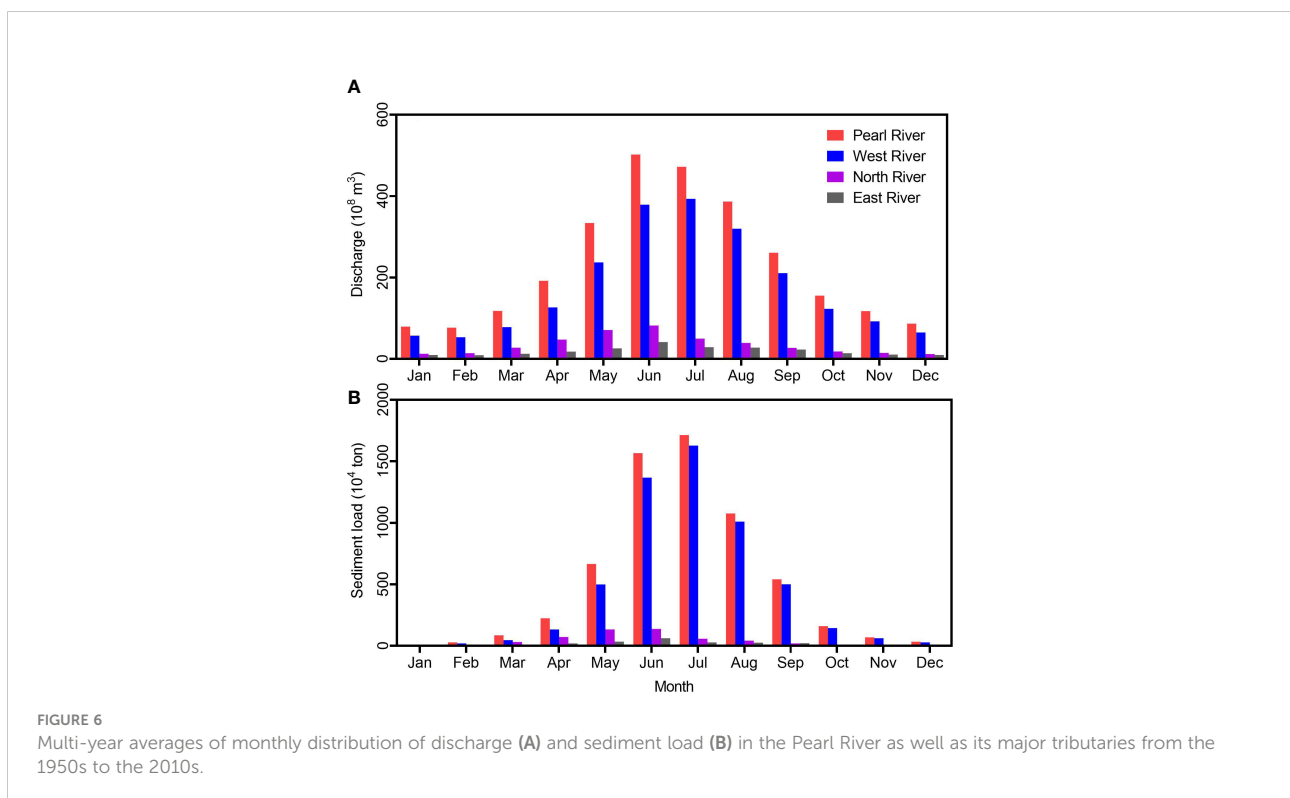 A
Discharge (10⁸ m³)
600
400
200
0
Pearl River
West River
North River
East River
Jan Feb Mar Apr May Jun Jul Aug Sep Oct Nov Dec
B
Sediment load (10⁴ ton)
2000
1500
1000
500
0
Jan Feb Mar Apr May Jun Jul Aug Sep Oct Nov Dec
Month
FIGURE 6
Multi-year averages of monthly distribution of discharge (A) and sediment load (B) in the Pearl River as well as its major tributaries from the
1950s to the 2010s.